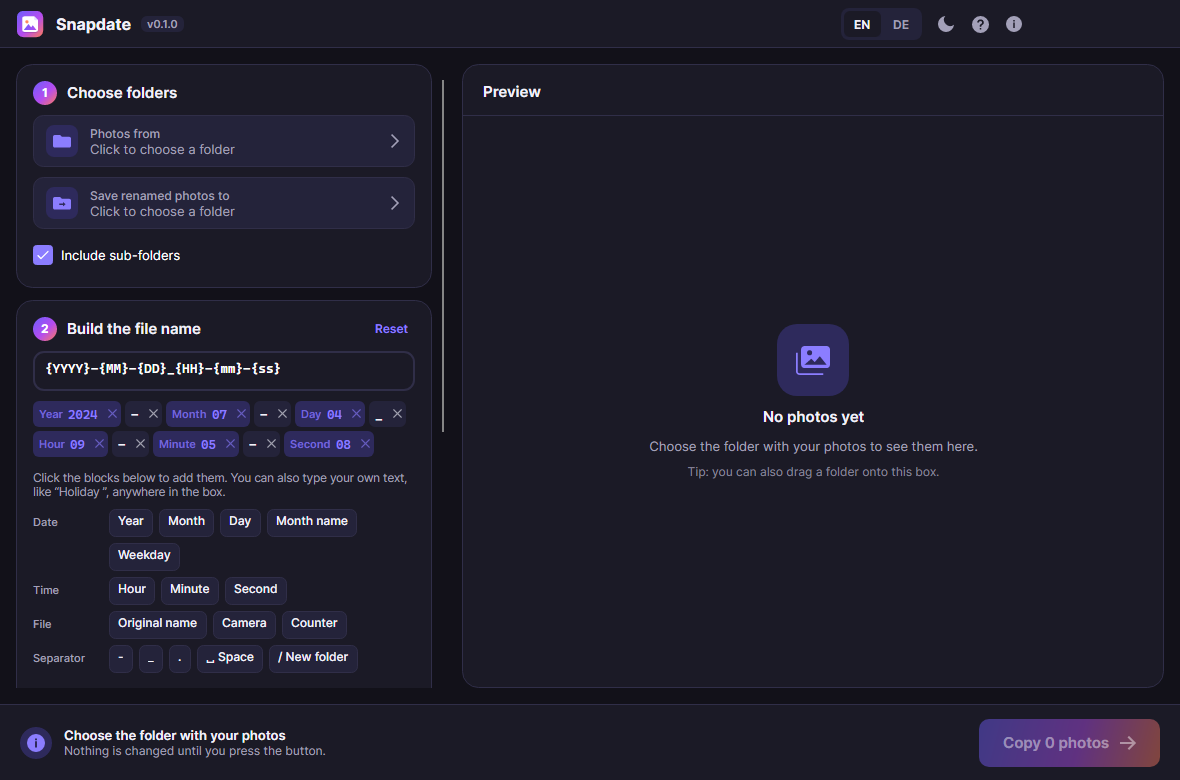 Snapdate v0.1.0
EN DE
1 Choose folders
Photos from
Click to choose a folder
Save renamed photos to
Click to choose a folder
Include sub-folders
2 Build the file name
Reset
{YYYY}-{MM}-{DD}_{HH}-{mm}-{ss}
Year 2024 × - × Month 07 × - × Day 04 × _ ×
Hour 09 × - × Minute 05 × - × Second 08 ×
Click the blocks below to add them. You can also type your own text,
like “Holiday ”, anywhere in the box.
Date Year Month Day Month name
Weekday
Time Hour Minute Second
File Original name Camera Counter
Separator - _ . ␣ Space / New folder
Preview
No photos yet
Choose the folder with your photos to see them here.
Tip: you can also drag a folder onto this box.
Choose the folder with your photos
Nothing is changed until you press the button.
Copy 0 photos →